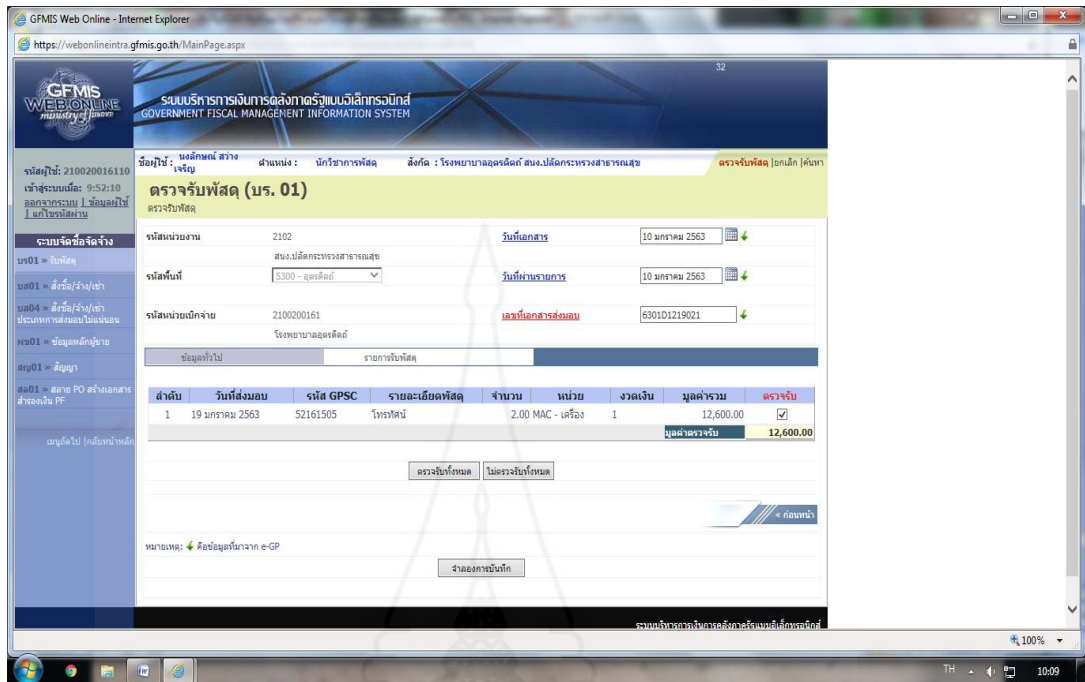 GFMIS Web Online - Internet Explorer
https://webonlineintra.gfmis.go.th/MainPage.aspx
32
GFMIS
WEB ONLINE
ministry of finance
ระบบบริหารการเงินการคลังภาครัฐแบบอิเล็กทรอนิกส์
GOVERNMENT FISCAL MANAGEMENT INFORMATION SYSTEM
ชื่อผู้ใช้ : นงลักษณ์ สว่างเจริญ ตำแหน่ง : นักวิชาการพัสดุ สังกัด : โรงพยาบาลอุตรดิตถ์ สนง.ปลัดกระทรวงสาธารณสุข ตรวจรับพัสดุ |ยกเลิก |ค้นหา
รหัสผู้ใช้: 210020016110
เข้าสู่ระบบเมื่อ: 9:52:10
ออกจากระบบ | ข้อมูลผู้ใช้
| แก้ไขรหัสผ่าน
ระบบจัดซื้อจัดจ้าง
บร01 » รับพัสดุ
บส01 » สั่งซื้อ/จ้าง/เช่า
บส04 » สั่งซื้อ/จ้าง/เช่า
ประเภทการส่งมอบไม่แน่นอน
ผข01 » ข้อมูลหลักผู้ขาย
สญ01 » สัญญา
สล01 » สลาย PO สร้างเอกสาร
สำรองเงิน PF
เมนูถัดไป |กลับหน้าหลัก
ตรวจรับพัสดุ (บร. 01)
ตรวจรับพัสดุ
รหัสหน่วยงาน 2102 วันที่เอกสาร 10 มกราคม 2563
สนง.ปลัดกระทรวงสาธารณสุข
รหัสพื้นที่ 5300 - อุตรดิตถ์ วันที่ผ่านรายการ 10 มกราคม 2563
รหัสหน่วยเบิกจ่าย 2100200161 เลขที่เอกสารส่งมอบ 6301D1219021
โรงพยาบาลอุตรดิตถ์
ข้อมูลทั่วไป รายการรับพัสดุ
ลำดับ วันที่ส่งมอบ รหัส GPSC รายละเอียดพัสดุ จำนวน หน่วย งวดเงิน มูลค่ารวม ตรวจรับ
1 19 มกราคม 2563 52161505 โทรทัศน์ 2.00 MAC - เครื่อง 1 12,600.00
มูลค่าตรวจรับ 12,600.00
ตรวจรับทั้งหมด ไม่ตรวจรับทั้งหมด
« ก่อนหน้า
หมายเหตุ: คือข้อมูลที่มาจาก e-GP
จำลองการบันทึก
ระบบบริหารการเงินการคลังภาครัฐแบบอิเล็กทรอนิกส์
100%
TH 10:09